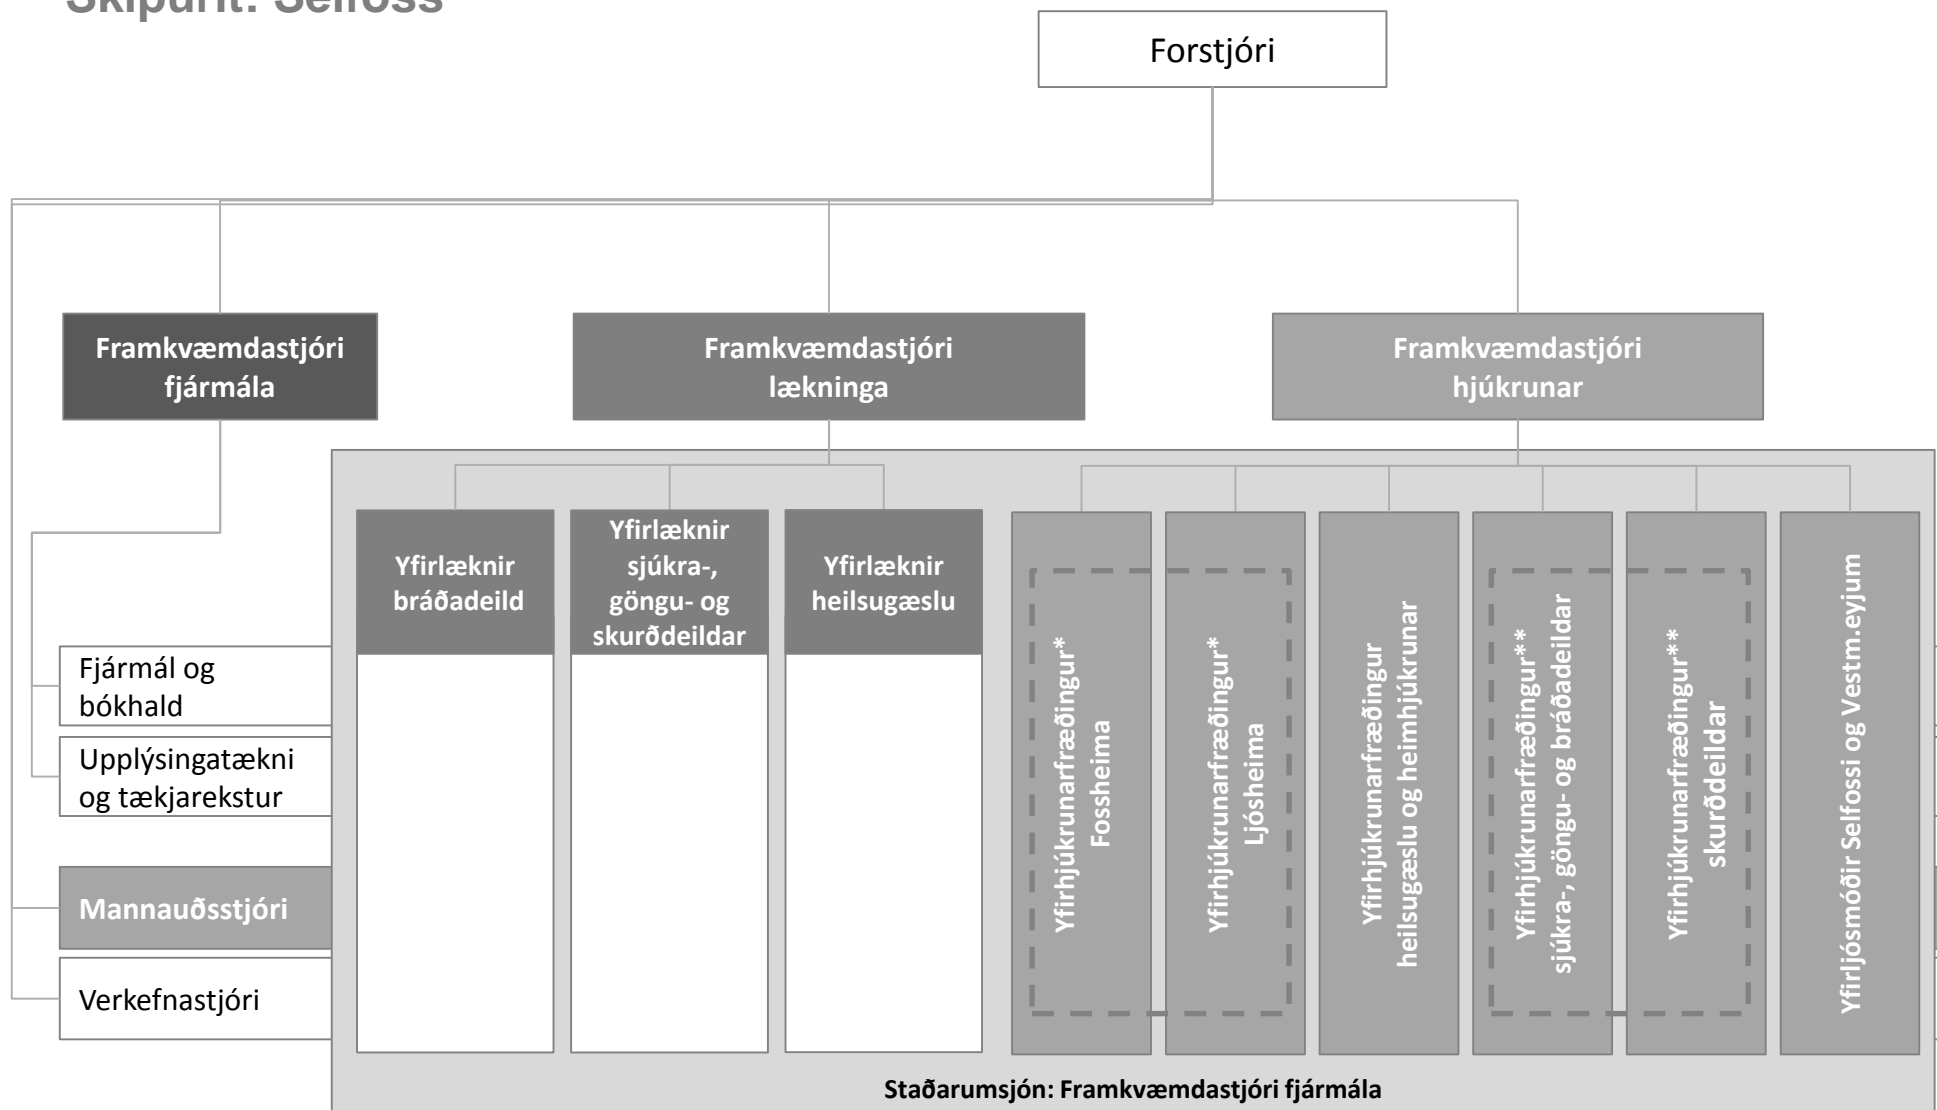 Skipurit: Selfoss
Forstjóri
Framkvæmdastjóri
fjármála
Framkvæmdastjóri
lækninga
Framkvæmdastjóri
hjúkrunar
Yfirlæknir
bráðadeild
Yfirlæknir
sjúkra-,
göngu- og
skurðdeildar
Yfirlæknir
heilsugæslu
Yfirhjúkrunarfræðingur*
Fossheima
Yfirhjúkrunarfræðingur*
Ljósheima
Yfirhjúkrunarfræðingur
heilsugæslu og heimhjúkrunar
Yfirhjúkrunarfræðingur**
sjúkra-, göngu- og bráðadeildar
Yfirhjúkrunarfræðingur**
skurðdeildar
Yfirljósmóðir Selfossi og Vestm.eyjum
Fjármál og
bókhald
Upplýsingatækni
og tækjarekstur
Mannauðsstjóri
Verkefnastjóri
Staðarumsjón: Framkvæmdastjóri fjármála